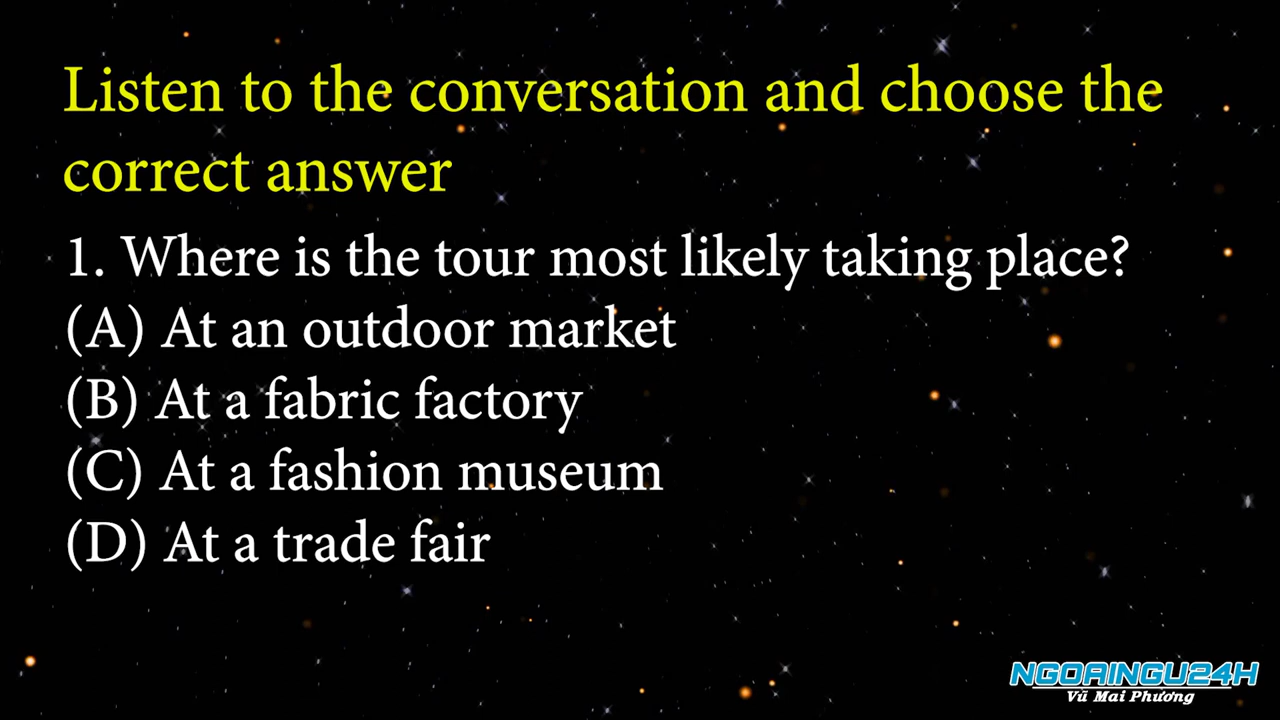 Listen to the conversation and choose the
correct answer
1. Where is the tour most likely taking place?
(A) At an outdoor market
(B) At a fabric factory
(C) At a fashion museum
(D) At a trade fair
NGOAINGU24H
Vũ Mai Phương